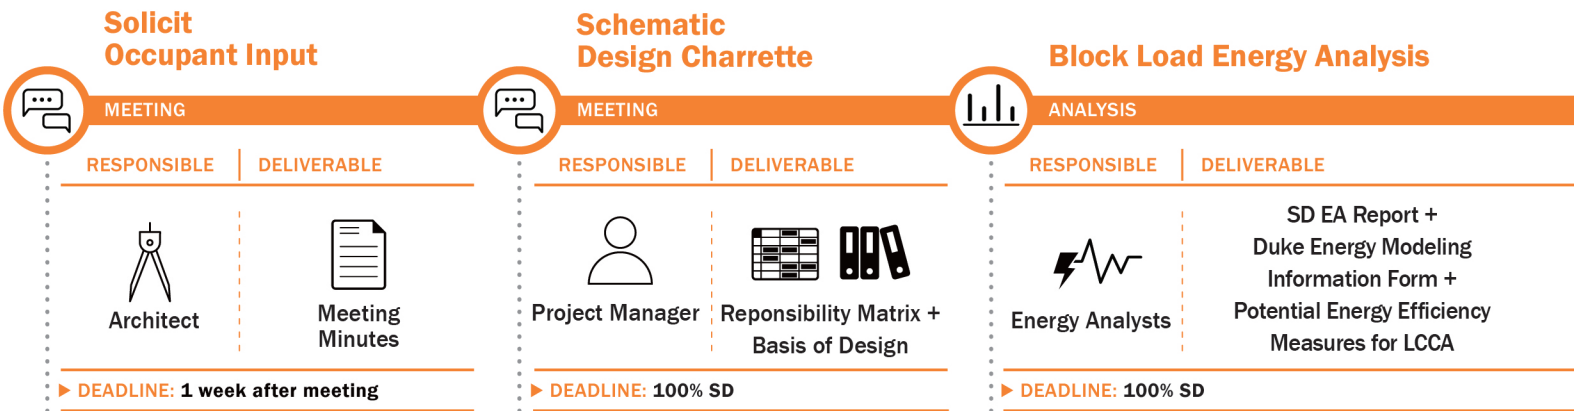 Solicit
Occupant Input
MEETING
RESPONSIBLE
DELIVERABLE
Architect
Meeting
Minutes
DEADLINE: 1 week after meeting
Schematic
Design Charrette
MEETING
RESPONSIBLE
DELIVERABLE
Project Manager
Reponsibility Matrix +
Basis of Design
DEADLINE: 100% SD
Block Load Energy Analysis
ANALYSIS
RESPONSIBLE
DELIVERABLE
Energy Analysts
SD EA Report +
Duke Energy Modeling
Information Form +
Potential Energy Efficiency
Measures for LCCA
DEADLINE: 100% SD